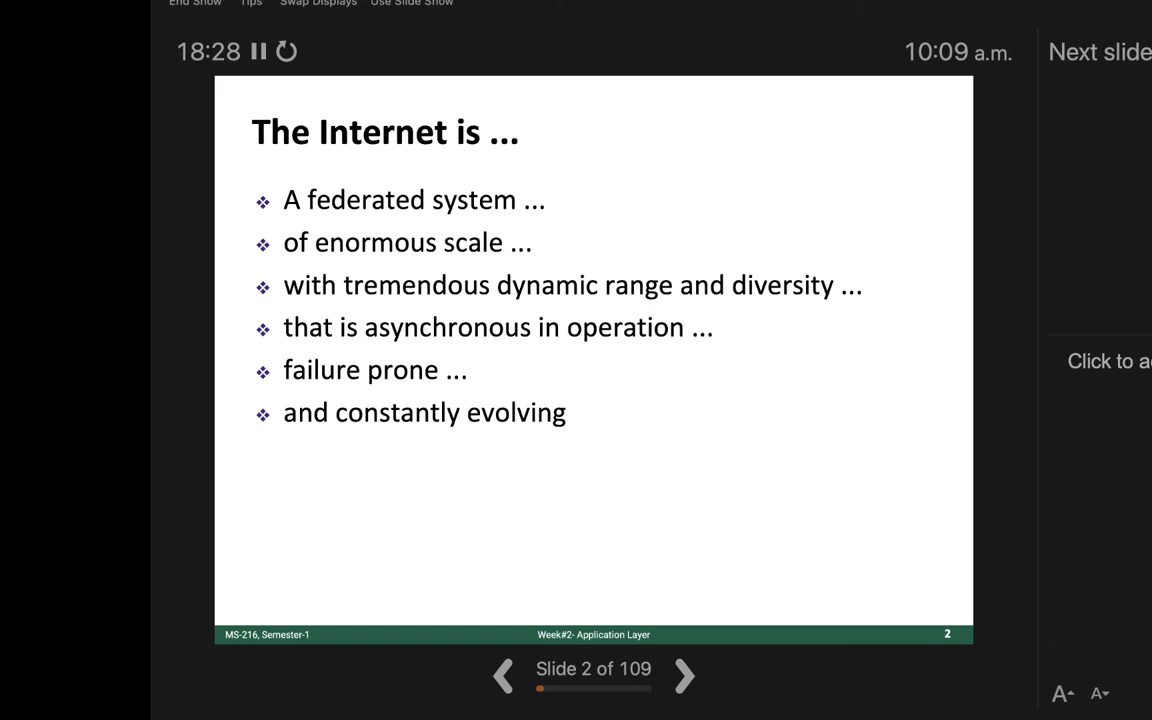 End Show Tips Swap Displays Use Slide Show
18:28 10:09 a.m. Next slide
The Internet is ...
❖ A federated system ...
❖ of enormous scale ...
❖ with tremendous dynamic range and diversity ...
❖ that is asynchronous in operation ...
❖ failure prone ...
❖ and constantly evolving
Click to a
MS-216, Semester-1 Week#2- Application Layer 2
Slide 2 of 109
A A